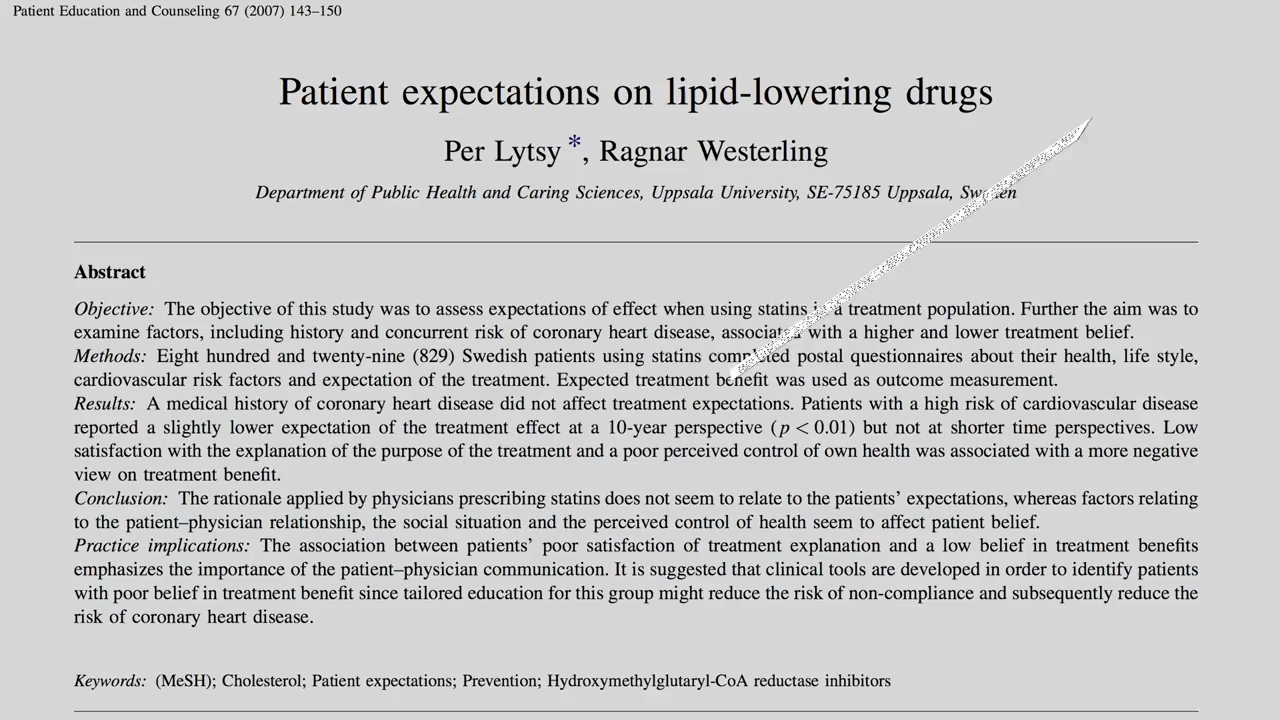 Patient Education and Counseling 67 (2007) 143–150
Patient expectations on lipid-lowering drugs
Per Lytsy *, Ragnar Westerling
Department of Public Health and Caring Sciences, Uppsala University, SE-75185 Uppsala, Sweden
Abstract
Objective: The objective of this study was to assess expectations of effect when using statins in a treatment population. Further the aim was to
examine factors, including history and concurrent risk of coronary heart disease, associated with a higher and lower treatment belief.
Methods: Eight hundred and twenty-nine (829) Swedish patients using statins completed postal questionnaires about their health, life style,
cardiovascular risk factors and expectation of the treatment. Expected treatment benefit was used as outcome measurement.
Results: A medical history of coronary heart disease did not affect treatment expectations. Patients with a high risk of cardiovascular disease
reported a slightly lower expectation of the treatment effect at a 10-year perspective (p < 0.01) but not at shorter time perspectives. Low
satisfaction with the explanation of the purpose of the treatment and a poor perceived control of own health was associated with a more negative
view on treatment benefit.
Conclusion: The rationale applied by physicians prescribing statins does not seem to relate to the patients' expectations, whereas factors relating
to the patient–physician relationship, the social situation and the perceived control of health seem to affect patient belief.
Practice implications: The association between patients' poor satisfaction of treatment explanation and a low belief in treatment benefits
emphasizes the importance of the patient–physician communication. It is suggested that clinical tools are developed in order to identify patients
with poor belief in treatment benefit since tailored education for this group might reduce the risk of non-compliance and subsequently reduce the
risk of coronary heart disease.
Keywords: (MeSH); Cholesterol; Patient expectations; Prevention; Hydroxymethylglutaryl-CoA reductase inhibitors